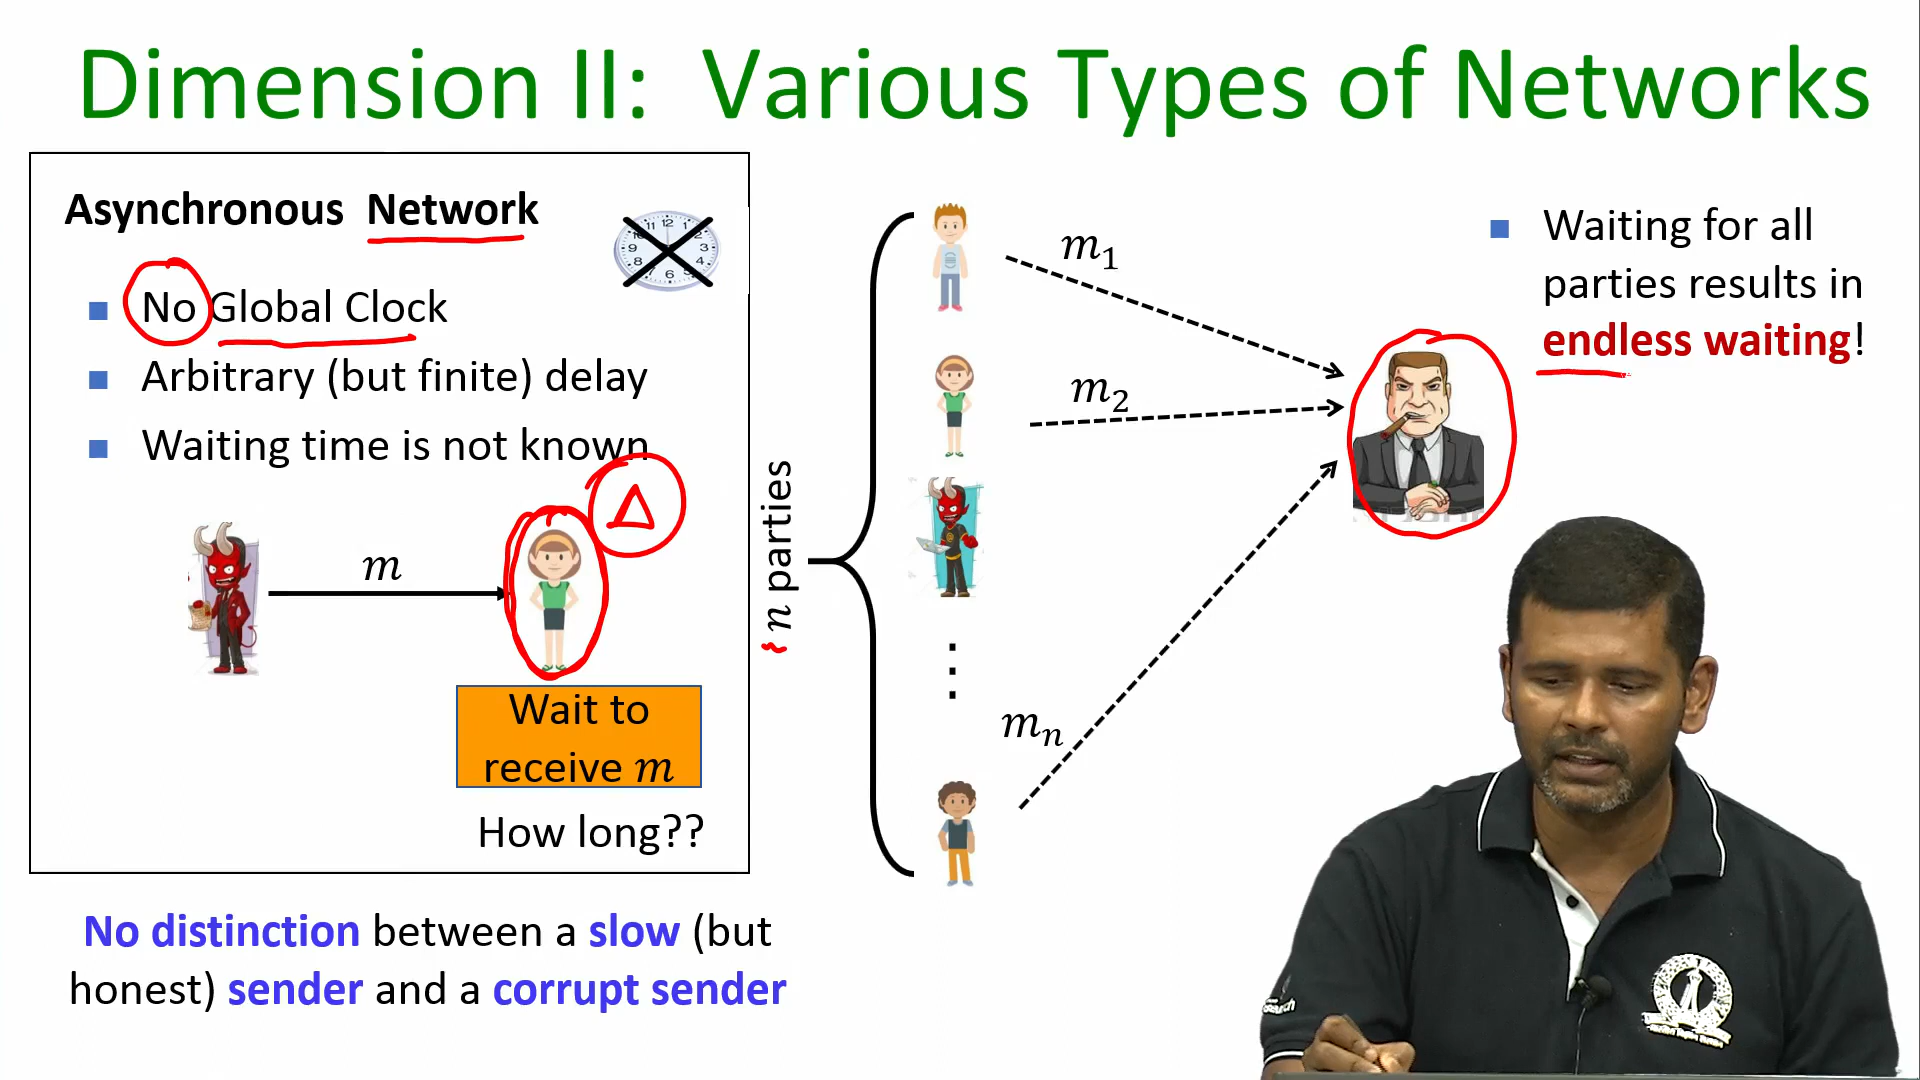 Dimension II: Various Types of Networks
Asynchronous Network
No Global Clock
Arbitrary (but finite) delay
Waiting time is not known
Δ
m
Wait to
receive m
How long??
No distinction between a slow (but
honest) sender and a corrupt sender
n parties
m₁
m₂
mₙ
Waiting for all
parties results in
endless waiting!